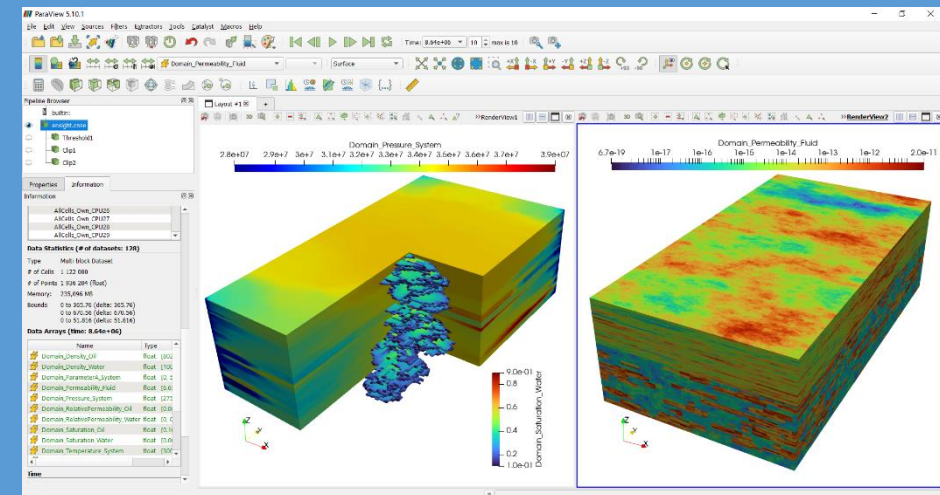 ParaView 5.10.1
File Edit View Sources Filters Extractors Tools Catalyst Macros Help
Time: 8.64e+06 10 max is 10
Domain_Permeability_Fluid Surface
Pipeline Browser
builtin:
ensight.case
Threshold1
Clip1
Clip2
Properties Information
Information
AllCells_Own_CPU26
AllCells_Own_CPU27
AllCells_Own_CPU28
AllCells_Own_CPU29
Data Statistics (# of datasets: 128)
Type Multi-block Dataset
# of Cells 1 122 000
Memory: 235,096 MB
Bounds 0 to 365.76 (delta: 365.76)
0 to 670.56 (delta: 670.56)
0 to 51.816 (delta: 51.816)
Data Arrays (time: 8.64e+06)
Name Type
Domain_Density_Oil float
Domain_Density_Water float
Domain_ParameterA_System float
Domain_Permeability_Fluid float
Domain_Pressure_System float
Domain_RelativePermeability_Oil float
Domain_RelativePermeability_Water float
Domain_Saturation_Oil float
Domain_Saturation_Water float
Domain_Temperature_System float
Time
Layout #1 +
RenderView1
Domain_Pressure_System
2.8e+07 2.9e+7 3e+7 3.1e+7 3.2e+7 3.3e+7 3.4e+7 3.5e+7 3.6e+7 3.7e+7 3.9e+07
9.0e-01
0.8
0.6
0.4
0.2
1.0e-01
Domain_Saturation_Water
Z
Y
X
RenderView2
Domain_Permeability_Fluid
6.7e-19 1e-17 1e-16 1e-15 1e-14 1e-13 1e-12 2.0e-11
Z
Y
X